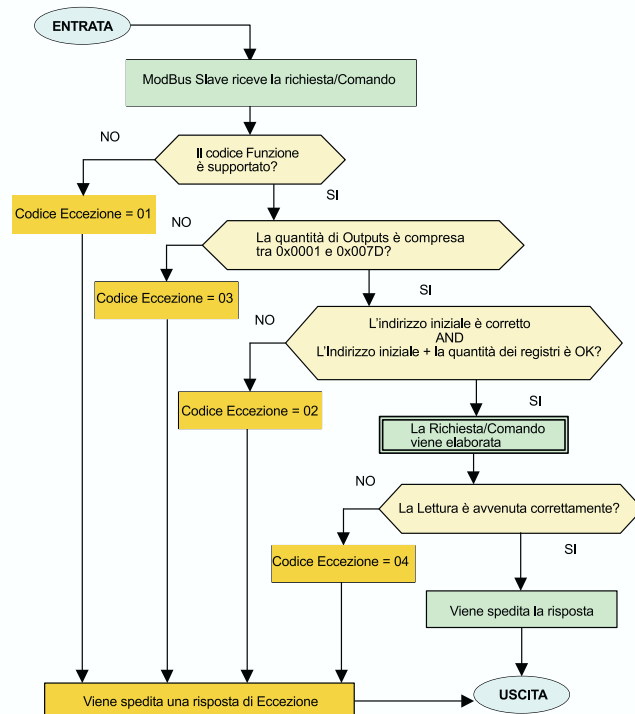 ENTRATA
ModBus Slave riceve la richiesta/Comando
NO
Il codice Funzione
è supportato?
SI
Codice Eccezione = 01
NO
La quantità di Outputs è compresa
tra 0x0001 e 0x007D?
SI
Codice Eccezione = 03
NO
L'indirizzo iniziale è corretto
AND
L'Indirizzo iniziale + la quantità dei registri è OK?
SI
Codice Eccezione = 02
La Richiesta/Comando
viene elaborata
NO
La Lettura è avvenuta correttamente?
SI
Codice Eccezione = 04
Viene spedita la risposta
Viene spedita una risposta di Eccezione
USCITA